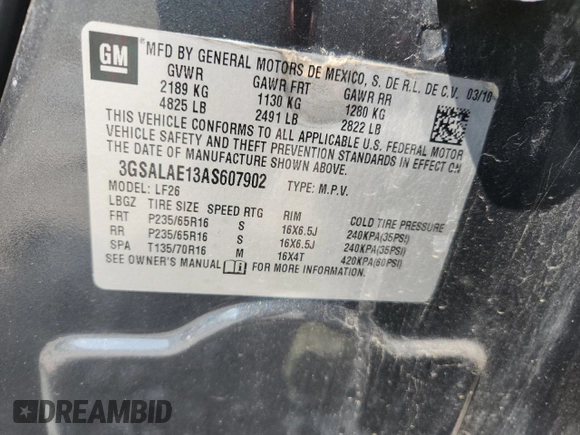 GM
MFD BY GENERAL MOTORS DE MEXICO, S. DE R.L. DE C.V. 03/10
GVWR GAWR FRT GAWR RR
2189 KG 1130 KG 1280 KG
4825 LB 2491 LB 2822 LB
THIS VEHICLE CONFORMS TO ALL APPLICABLE U.S. FEDERAL MOTOR
VEHICLE SAFETY AND THEFT PREVENTION STANDARDS IN EFFECT ON
THE DATE OF MANUFACTURE SHOWN ABOVE.
3GSALAE13AS607902 TYPE: M.P.V.
MODEL: LF26
LBGZ TIRE SIZE SPEED RTG RIM COLD TIRE PRESSURE
FRT P235/65R16 S 16X6.5J 240KPA(35PSI)
RR P235/65R16 S 16X6.5J 240KPA(35PSI)
SPA T135/70R16 M 16X4T 420KPA(60PSI)
SEE OWNER'S MANUAL FOR MORE INFORMATION.
DREAMBID